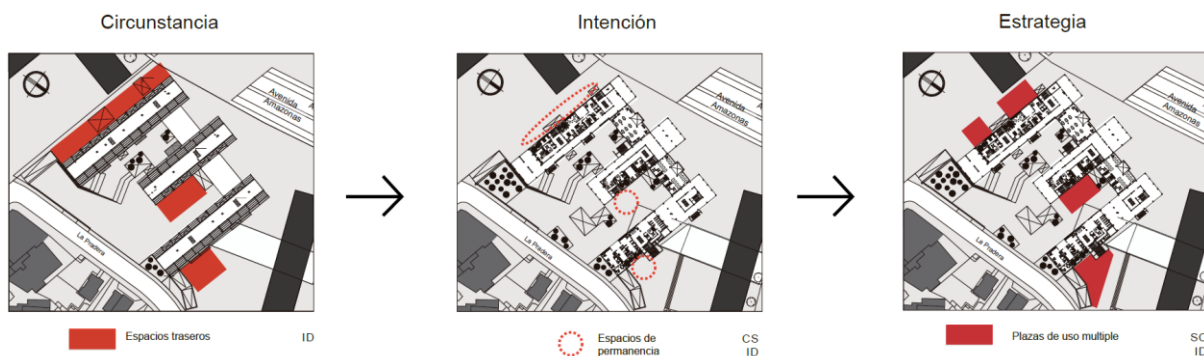 Circunstancia
Intención
Estrategia
Avenida
Amazonas
La Pradera
Avenida
Amazonas
La Pradera
Avenida
Amazonas
La Pradera
Espacios traseros
ID
Espacios de
permanencia
CS
ID
Plazas de uso multiple
ID